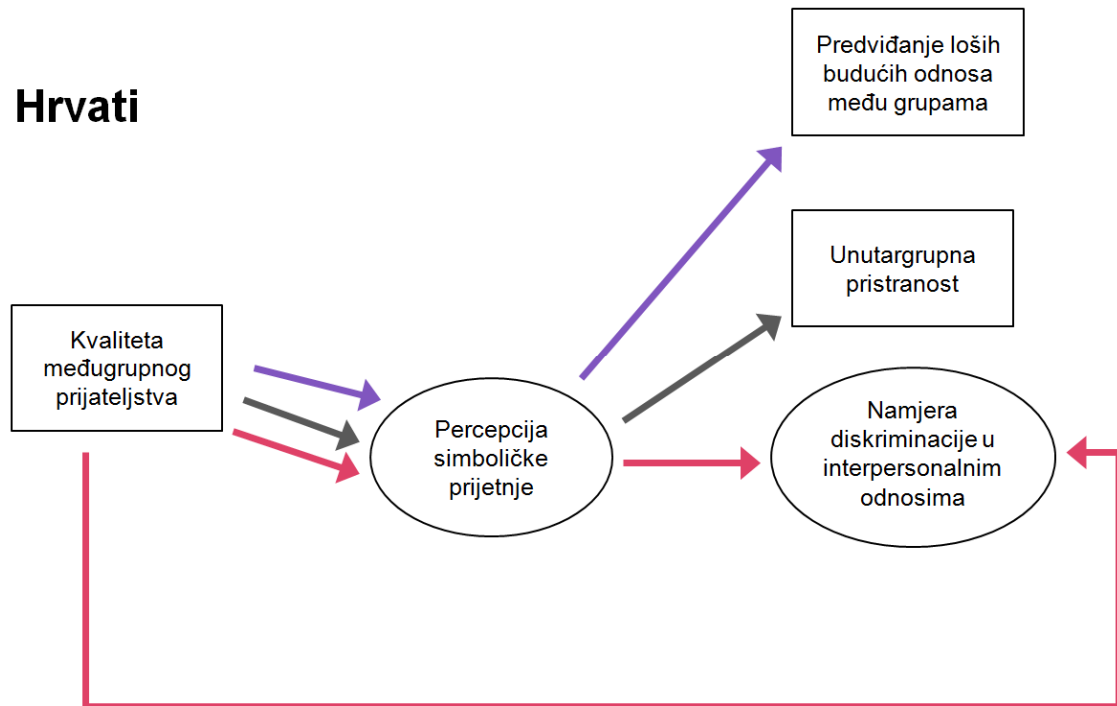 Hrvati
Predviđanje loših
budućih odnosa
među grupama
Unutargrupna
pristranost
Kvaliteta
međugrupnog
prijateljstva
Percepcija
simboličke
prijetnje
Namjera
diskriminacije u
interpersonalnim
odnosima